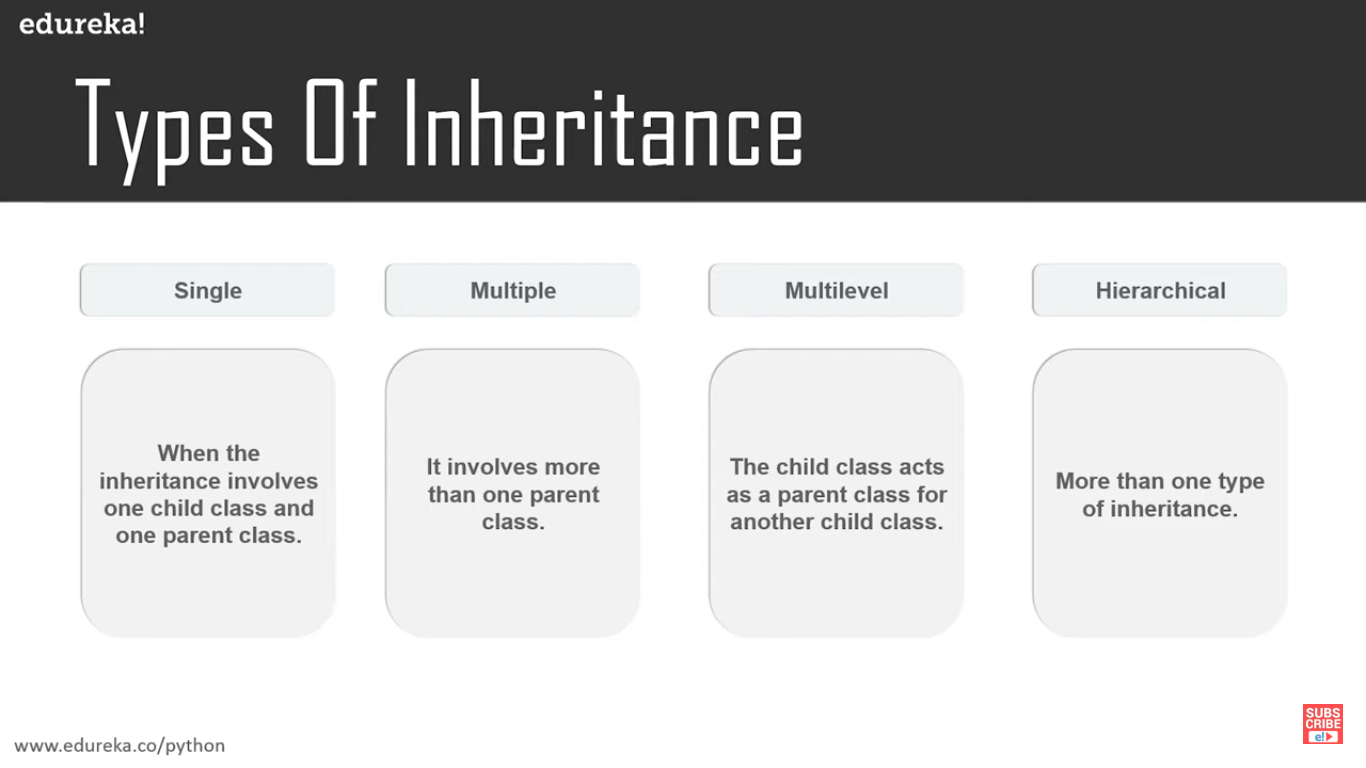 edureka!
Types Of Inheritance
Single
When the
inheritance involves
one child class and
one parent class.
Multiple
It involves more
than one parent
class.
Multilevel
The child class acts
as a parent class for
another child class.
Hierarchical
More than one type
of inheritance.
www.edureka.co/python
SUBS
CRIBE
e!